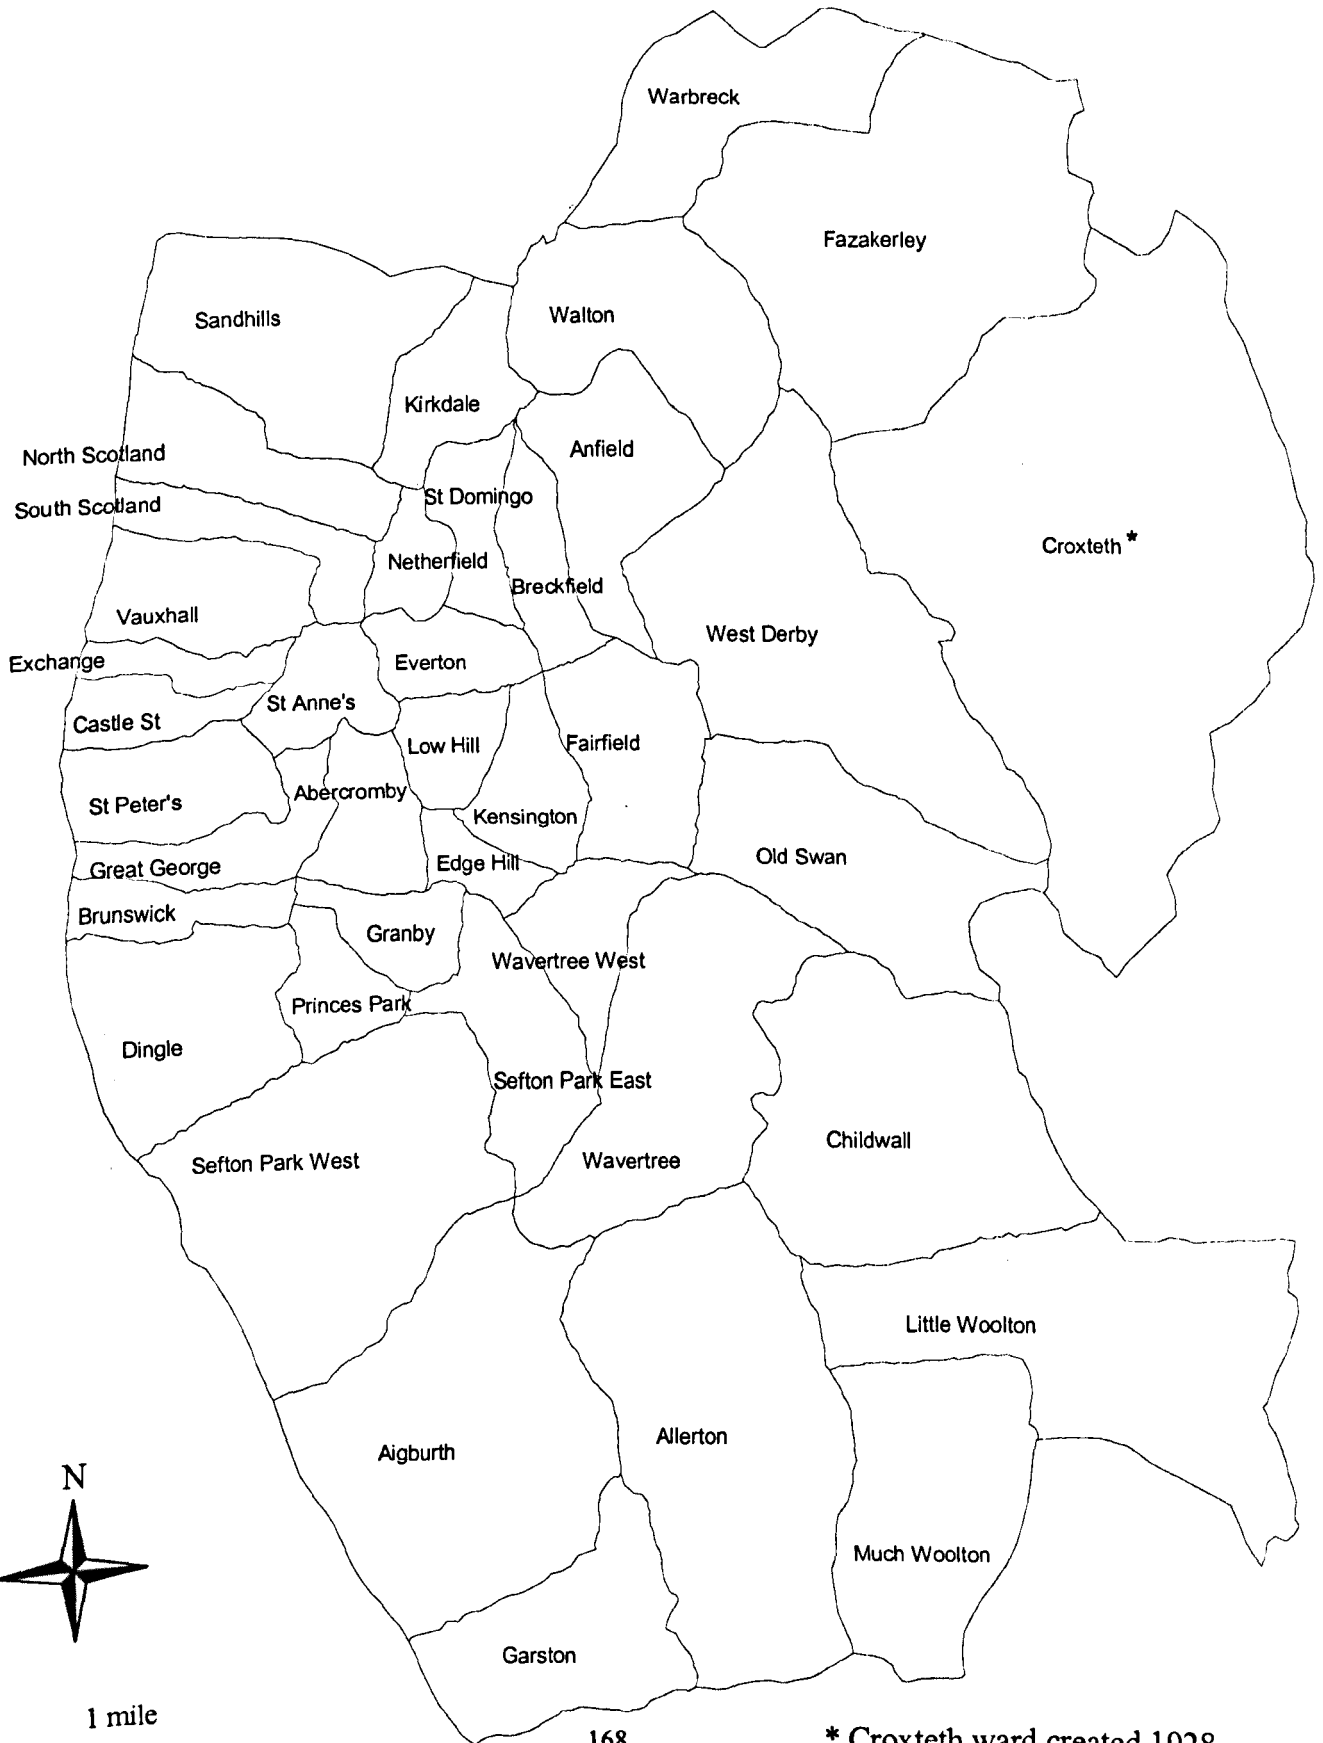 Warbreck
Fazakerley
Sandhills
Walton
Kirkdale
Anfield
North Scotland
St Domingo
South Scotland
Croxteth *
Netherfield
Breckfield
Vauxhall
West Derby
Exchange
Everton
St Anne's
Castle St
Low Hill
Fairfield
Abercromby
St Peter's
Kensington
Old Swan
Great George
Edge Hill
Brunswick
Granby
Wavertree West
Princes Park
Dingle
Sefton Park East
Childwall
Sefton Park West
Wavertree
Little Woolton
Allerton
Aigburth
N
Much Woolton
Garston
1 mile
168
* Croxteth ward created 1928